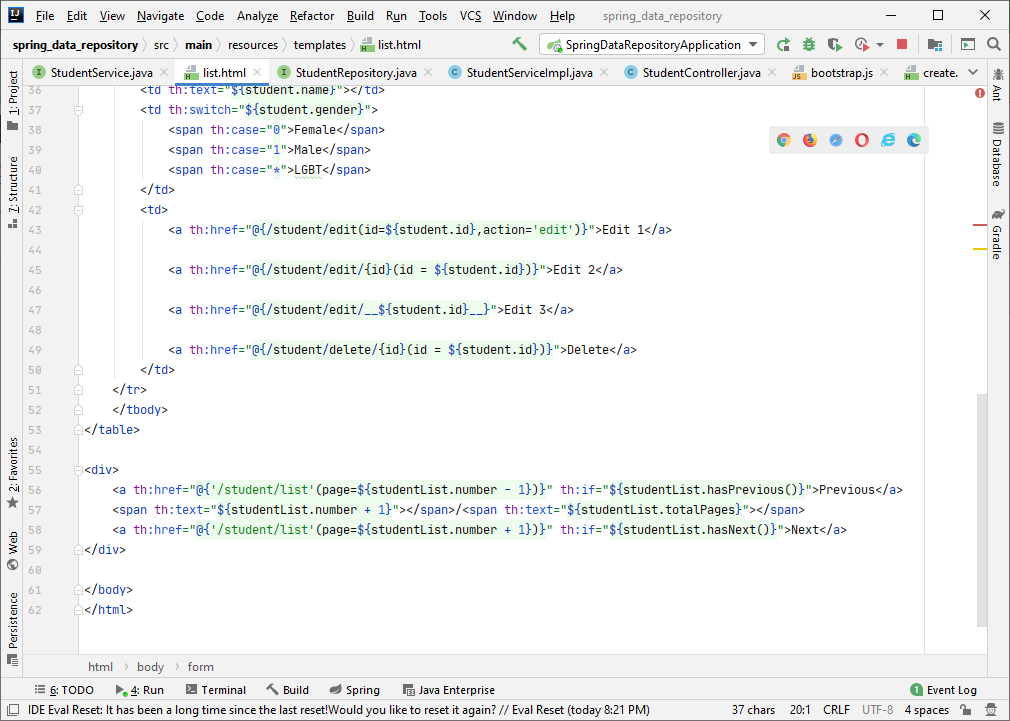 File Edit View Navigate Code Analyze Refactor Build Run Tools VCS Window Help spring_data_repository
spring_data_repository src main resources templates list.html SpringDataRepositoryApplication
StudentService.java list.html StudentRepository.java StudentServiceImpl.java StudentController.java bootstrap.js create.
36 <td th:text="${student.name}"></td>
37 <td th:switch="${student.gender}">
38 <span th:case="0">Female</span>
39 <span th:case="1">Male</span>
40 <span th:case="*">LGBT</span>
41 </td>
42 <td>
43 <a th:href="@{/student/edit(id=${student.id},action='edit')}">Edit 1</a>
44
45 <a th:href="@{/student/edit/{id}(id = ${student.id})}">Edit 2</a>
46
47 <a th:href="@{/student/edit/__${student.id}__}">Edit 3</a>
48
49 <a th:href="@{/student/delete/{id}(id = ${student.id})}">Delete</a>
50 </td>
51 </tr>
52 </tbody>
53 </table>
54
55 <div>
56 <a th:href="@{'/student/list'(page=${studentList.number - 1})}" th:if="${studentList.hasPrevious()}">Previous</a>
57 <span th:text="${studentList.number + 1}"></span>/<span th:text="${studentList.totalPages}"></span>
58 <a th:href="@{'/student/list'(page=${studentList.number + 1})}" th:if="${studentList.hasNext()}">Next</a>
59 </div>
60
61 </body>
62 </html>
1: Project
7: Structure
2: Favorites
Web
Persistence
Ant
Database
Gradle
html body form
6: TODO 4: Run Terminal Build Spring Java Enterprise 1 Event Log
IDE Eval Reset: It has been a long time since the last reset!Would you like to reset it again? // Eval Reset (today 8:21 PM) 37 chars 20:1 CRLF UTF-8 4 spaces